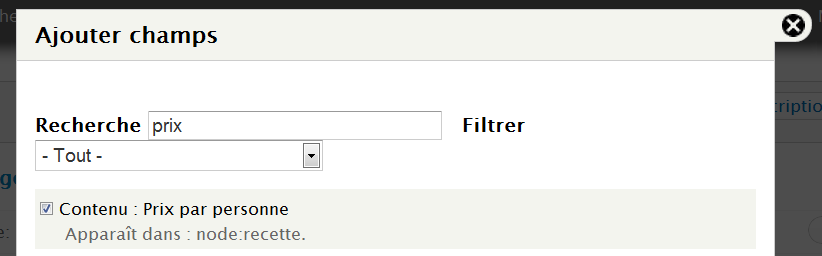 Ajouter champs
Recherche prix Filtrer
- Tout -
Contenu : Prix par personne
Apparaît dans : node:recette.